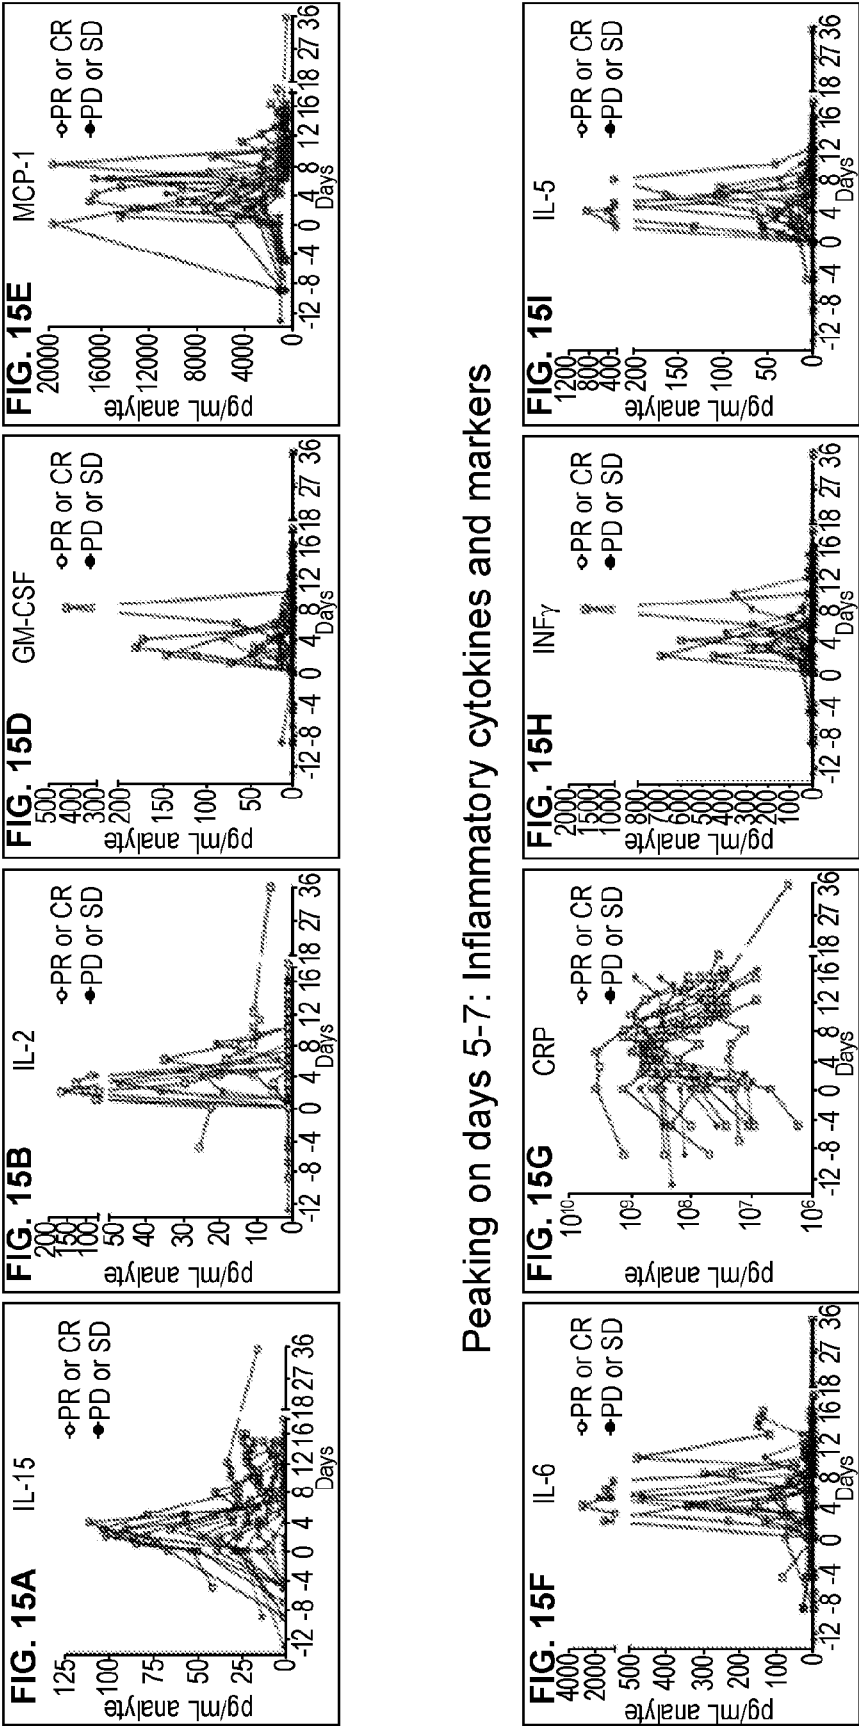 FIG. 15A
IL-15
pg/mL analyte
125
100
75
50
25
0
-12 -8 -4 0 4 8 12 16 18 27 36
Days
PR or CR
PD or SD
FIG. 15B
IL-2
pg/mL analyte
200
150
100
50
40
30
20
10
0
-12 -8 -4 0 4 8 12 16 18 27 36
Days
PR or CR
PD or SD
FIG. 15D
GM-CSF
pg/mL analyte
500
400
300
200
150
100
50
0
-12 -8 -4 0 4 8 12 16 18 27 36
Days
PR or CR
PD or SD
FIG. 15E
MCP-1
pg/mL analyte
20000
16000
12000
8000
4000
0
-12 -8 -4 0 4 8 12 16 18 27 36
Days
PR or CR
PD or SD
Peaking on days 5-7: Inflammatory cytokines and markers
FIG. 15F
IL-6
pg/mL analyte
4000
2000
500
400
300
200
100
0
-12 -8 -4 0 4 8 12 16 18 27 36
Days
PR or CR
PD or SD
FIG. 15G
CRP
pg/mL analyte
10^10
10^9
10^8
10^7
10^6
-12 -8 -4 0 4 8 12 16 18 27 36
Days
PR or CR
PD or SD
FIG. 15H
INFγ
pg/mL analyte
2000
1500
1000
800
700
600
500
400
300
200
100
0
-12 -8 -4 0 4 8 12 16 18 27 36
Days
PR or CR
PD or SD
FIG. 15I
IL-5
pg/mL analyte
1200
800
400
200
150
100
50
0
-12 -8 -4 0 4 8 12 16 18 27 36
Days
PR or CR
PD or SD